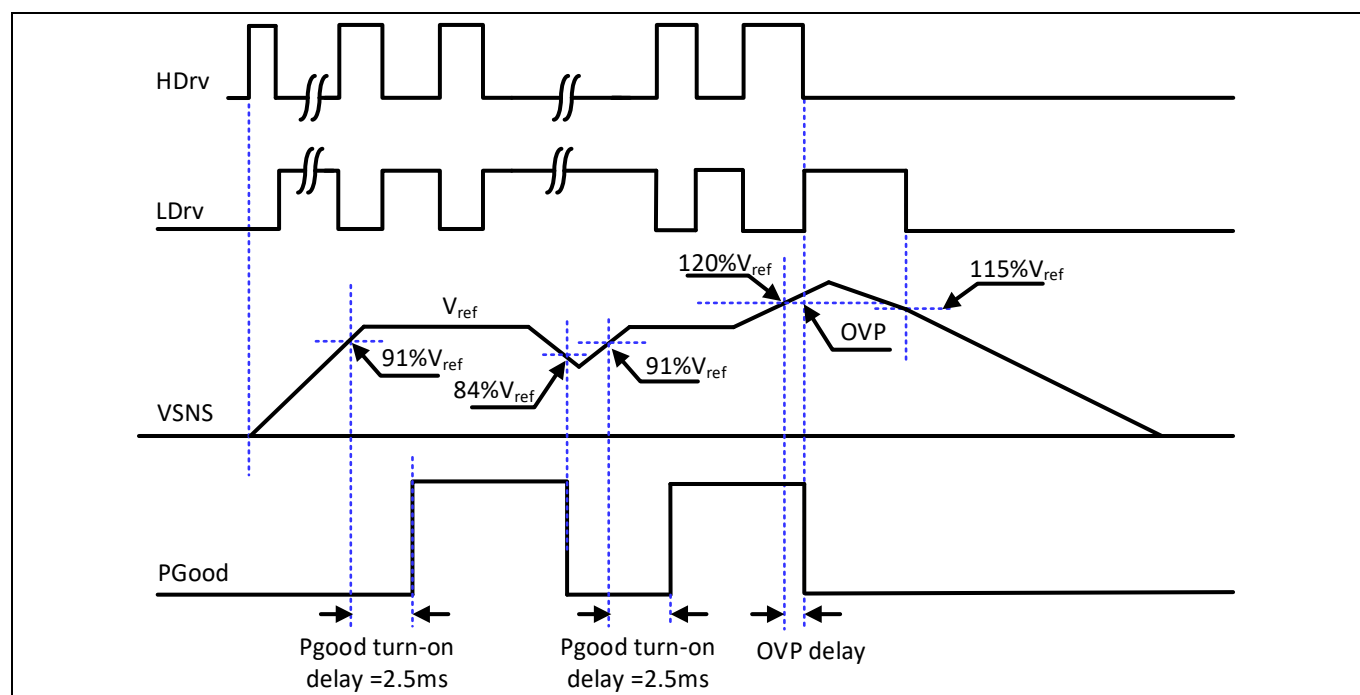 HDrv
LDrv
120%Vref
115%Vref
Vref
OVP
91%Vref
91%Vref
84%Vref
VSNS
PGood
Pgood turn-on
delay =2.5ms
Pgood turn-on
delay =2.5ms
OVP delay